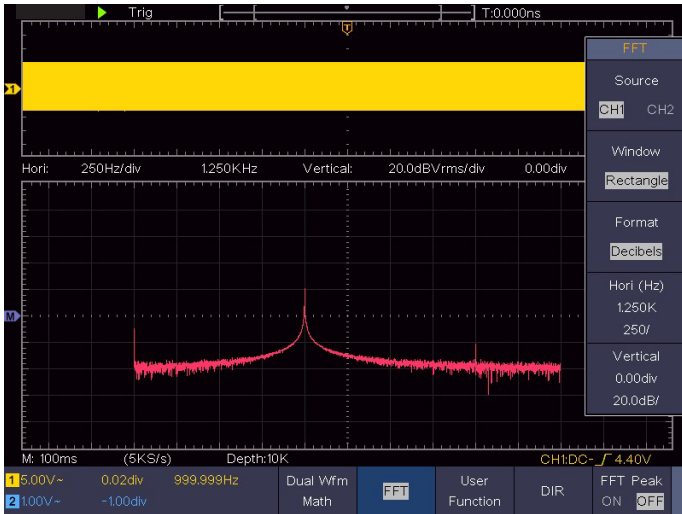 Trig T:0.000ns
T
FFT
Source
CH1 CH2
1
Window
Rectangle
Hori: 250Hz/div 1.250KHz Vertical: 20.0dBVrms/div 0.00div
Format
Decibels
Hori (Hz)
1.250K
250/
M
Vertical
0.00div
20.0dB/
M: 100ms (5KS/s) Depth:10K CH1:DC- 4.40V
1 5.00V~ 0.02div 999.999Hz
2 1.00V~ -1.00div
Dual Wfm
Math
FFT
User
Function
DIR
FFT Peak
ON OFF